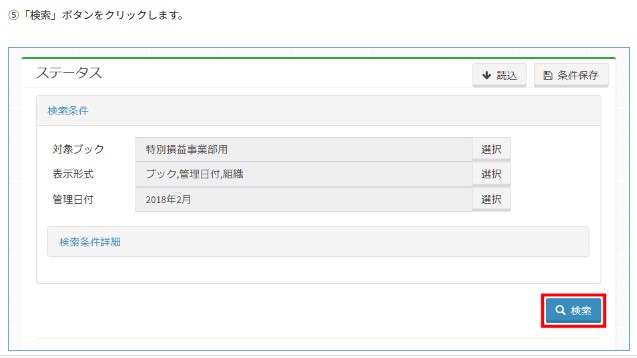 ⑤「検索」ボタンをクリックします。
ステータス 読込 条件保存
検索条件
対象ブック 特別損益事業部用 選択
表示形式 ブック,管理日付,組織 選択
管理日付 2018年2月 選択
検索条件詳細
検索